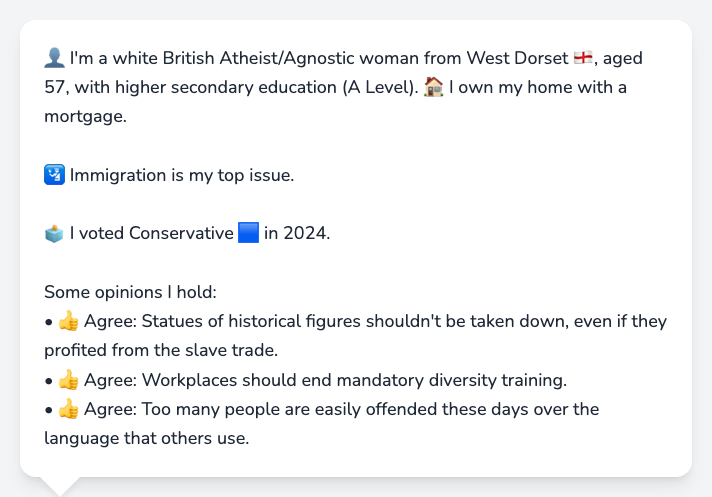 👤 I'm a white British Atheist/Agnostic woman from West Dorset 🏴󠁧󠁢󠁥󠁮󠁧󠁿, aged
57, with higher secondary education (A Level). 🏠 I own my home with a
mortgage.
🛂 Immigration is my top issue.
🗳️ I voted Conservative 🟦 in 2024.
Some opinions I hold:
• 👍 Agree: Statues of historical figures shouldn't be taken down, even if they
profited from the slave trade.
• 👍 Agree: Workplaces should end mandatory diversity training.
• 👍 Agree: Too many people are easily offended these days over the
language that others use.